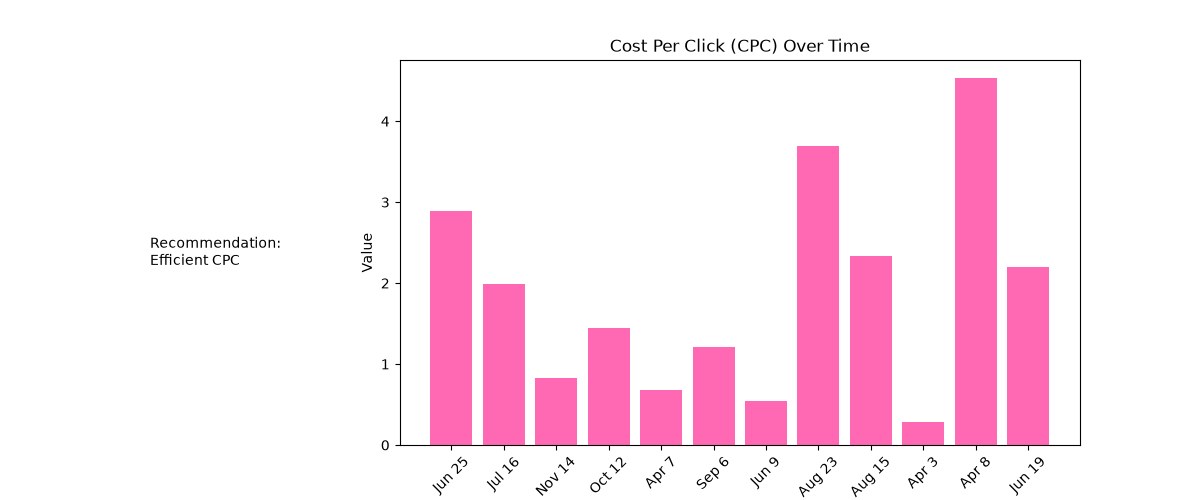 Cost Per Click (CPC) Over Time
Recommendation:
Efficient CPC
Value
4
3
2
1
0
Jun 25
Jul 16
Nov 14
Oct 12
Apr 7
Sep 6
Jun 9
Aug 23
Aug 15
Apr 3
Apr 8
Jun 19